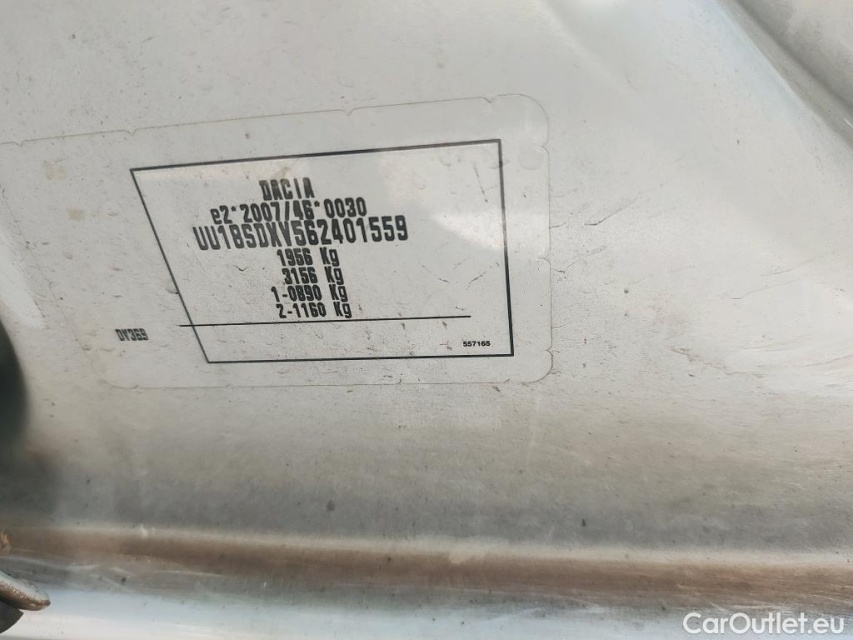 DACIA
e2*2007/46*0030
UU1BSDXV562401559
1956 Kg
3156 Kg
1-0890 Kg
2-1160 Kg
DY369
557165
CarOutlet.eu